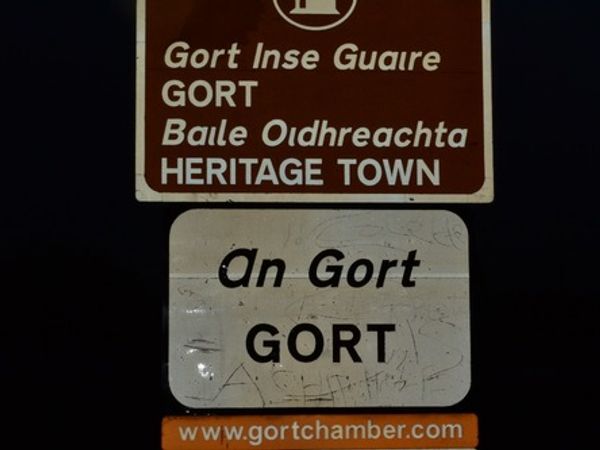 Gort Inse Guaire
GORT
Baile Oidhreachta
HERITAGE TOWN
an Gort
GORT
www.gortchamber.com